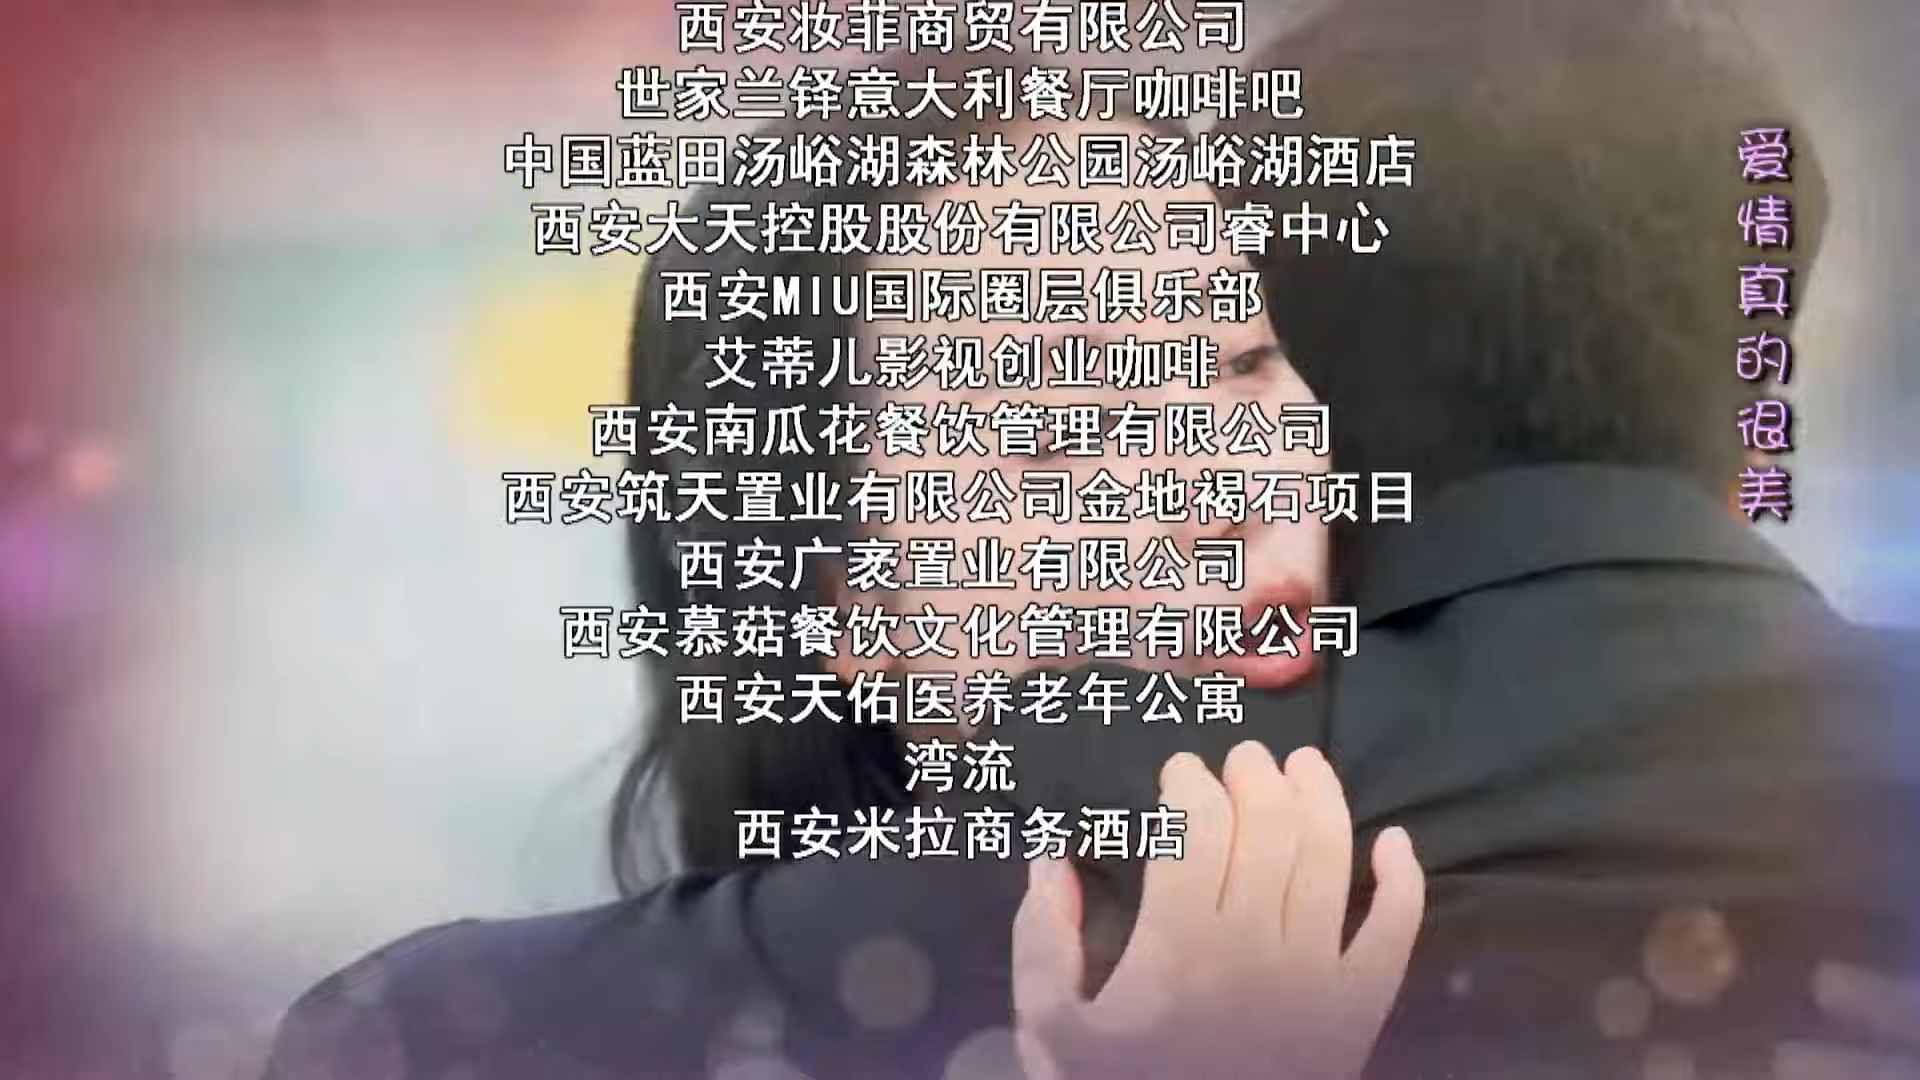 西安妆菲商贸有限公司
世家兰铎意大利餐厅咖啡吧
中国蓝田汤峪湖森林公园汤峪湖酒店
西安大天控股股份有限公司睿中心
西安MIU国际圈层俱乐部
艾蒂儿影视创业咖啡
西安南瓜花餐饮管理有限公司
西安筑天置业有限公司金地褐石项目
西安广袤置业有限公司
西安慕菇餐饮文化管理有限公司
西安天佑医养老年公寓
湾流
西安米拉商务酒店
爱情真的很美